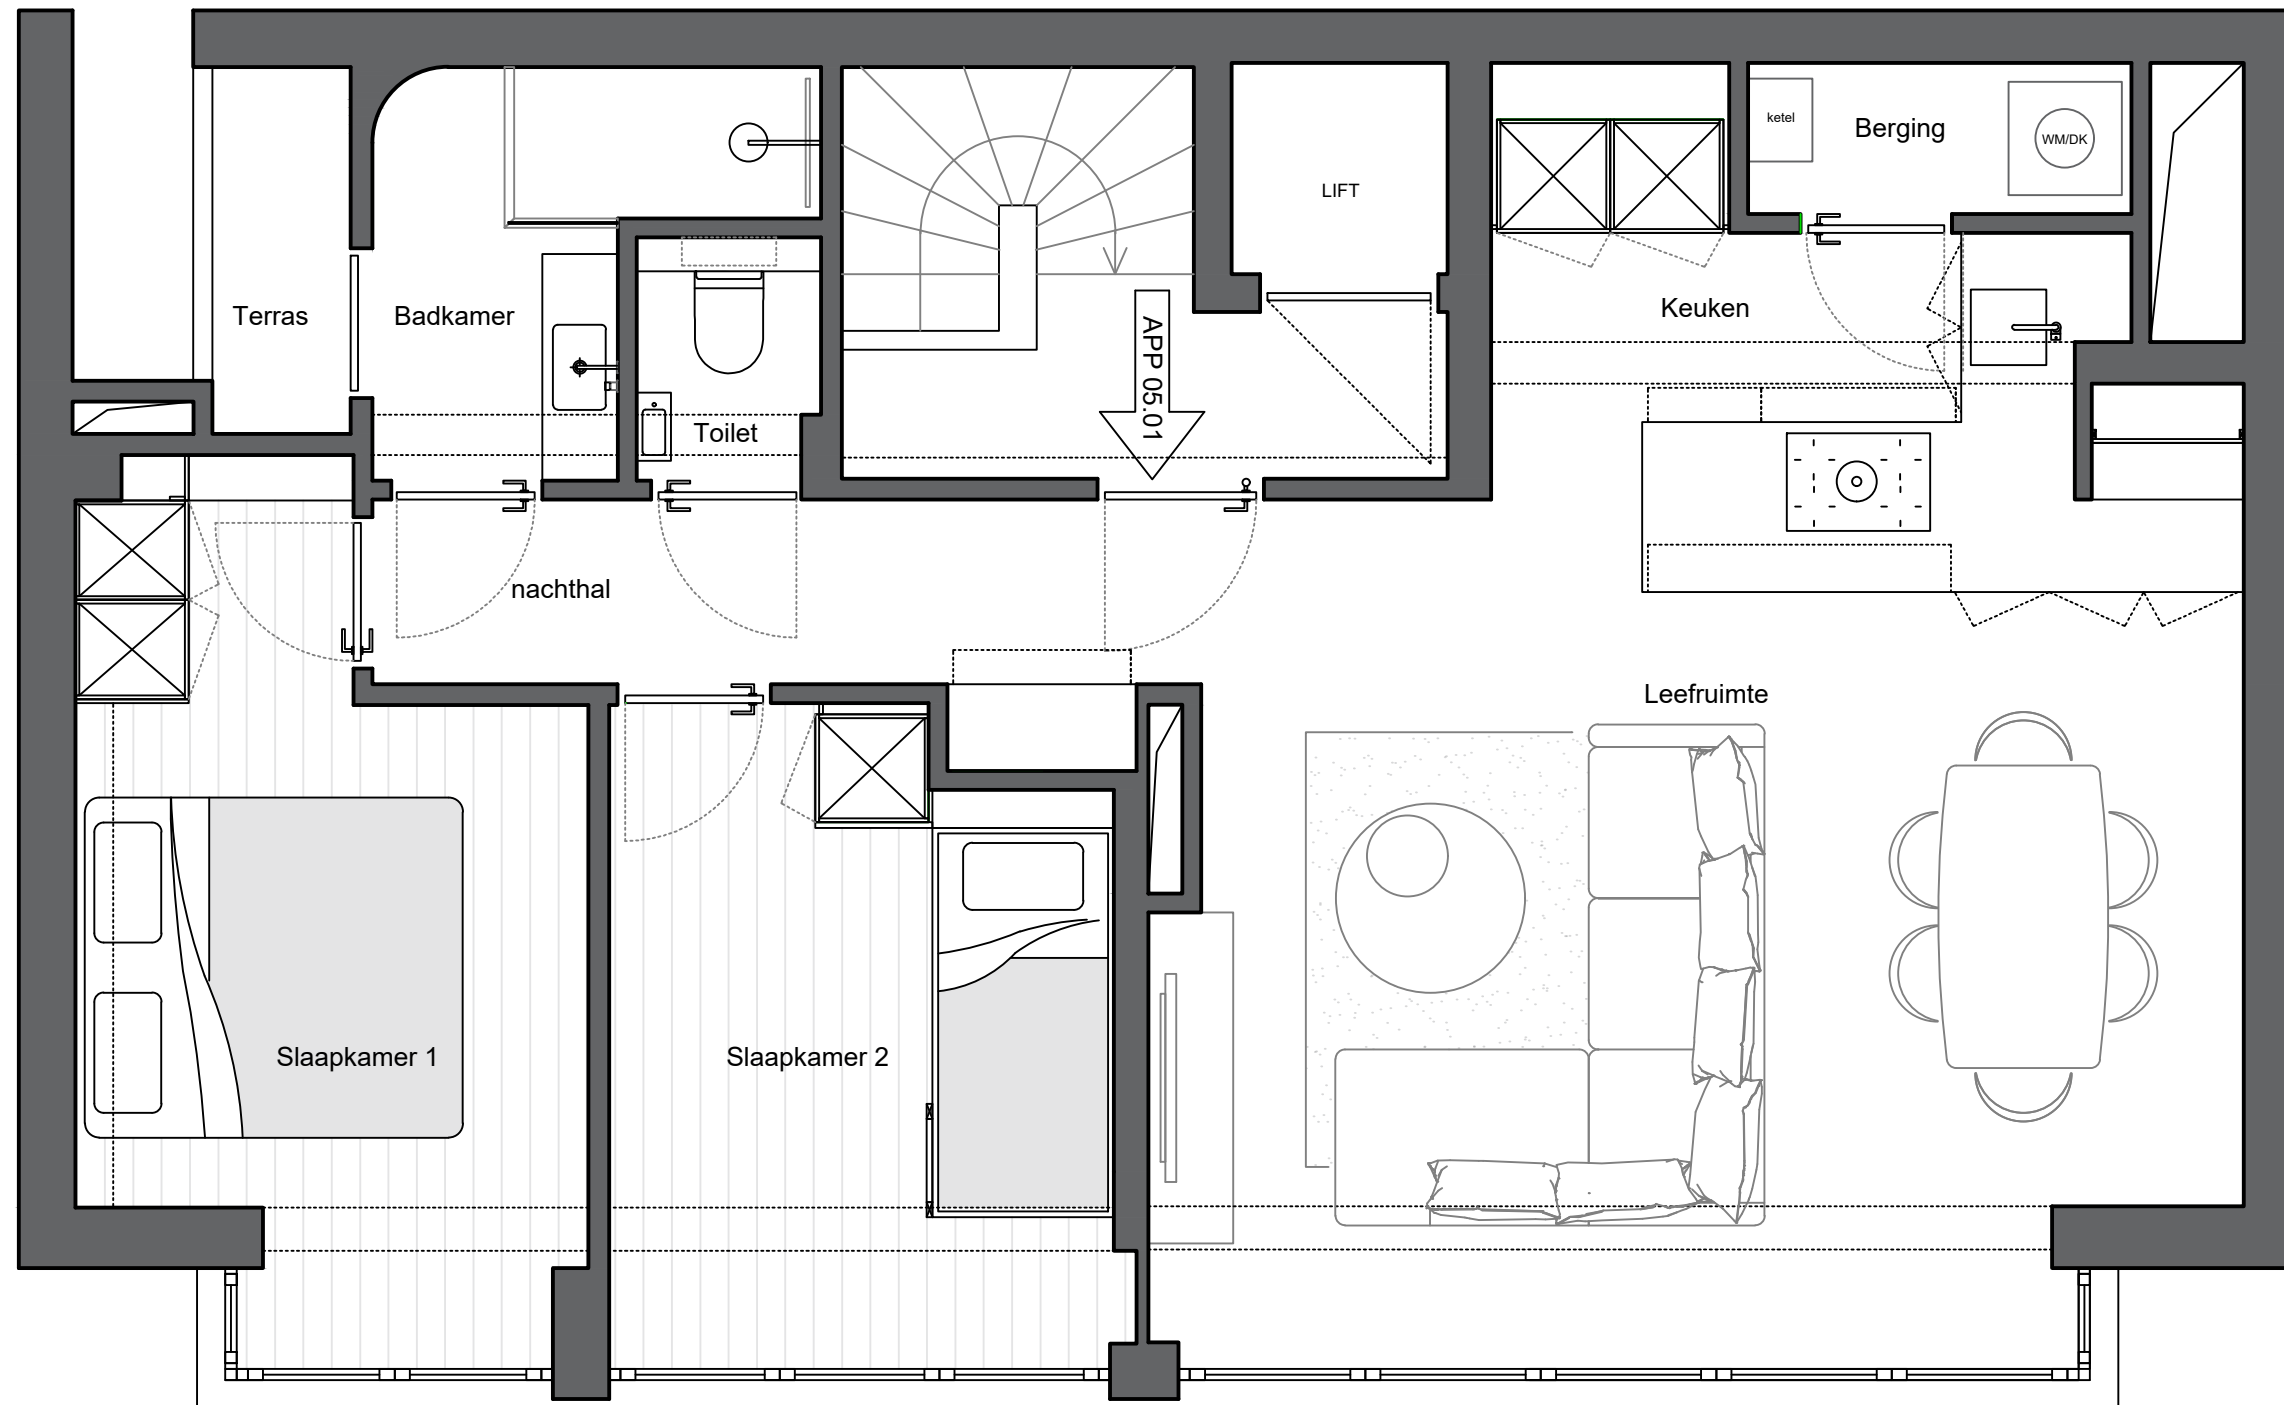 ketel
Berging
WM/DK
LIFT
Terras
Badkamer
Keuken
APP 05.01
Toilet
nachthal
Leefruimte
Slaapkamer 1
Slaapkamer 2